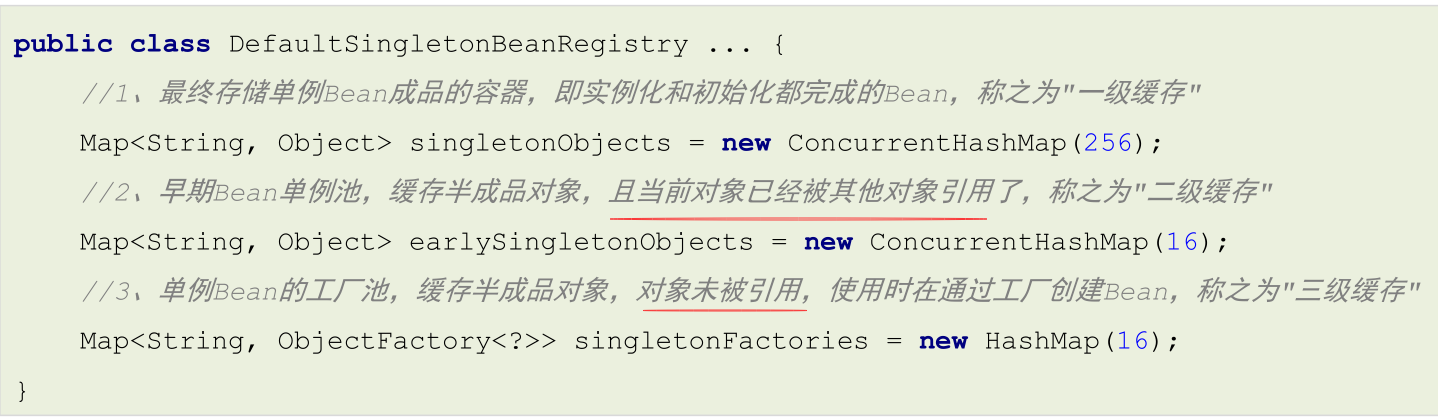 public class DefaultSingletonBeanRegistry ... {
//1、最终存储单例Bean成品的容器，即实例化和初始化都完成的Bean，称之为"一级缓存"
Map<String, Object> singletonObjects = new ConcurrentHashMap(256);
//2、早期Bean单例池，缓存半成品对象，且当前对象已经被其他对象引用了，称之为"二级缓存"
Map<String, Object> earlySingletonObjects = new ConcurrentHashMap(16);
//3、单例Bean的工厂池，缓存半成品对象，对象未被引用，使用时在通过工厂创建Bean，称之为"三级缓存"
Map<String, ObjectFactory<?>> singletonFactories = new HashMap(16);
}